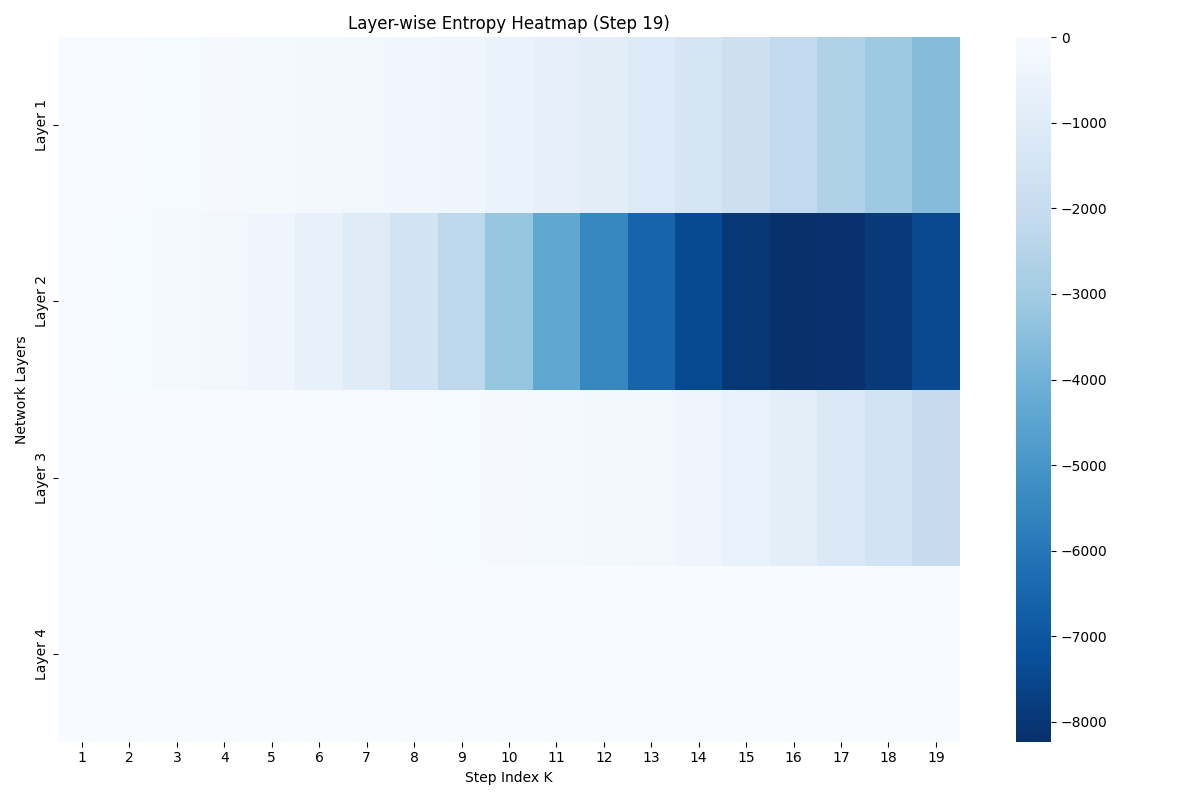 Layer-wise Entropy Heatmap (Step 19)
Network Layers
Layer 1
Layer 2
Layer 3
Layer 4
1 2 3 4 5 6 7 8 9 10 11 12 13 14 15 16 17 18 19
Step Index K
0
−1000
−2000
−3000
−4000
−5000
−6000
−7000
−8000